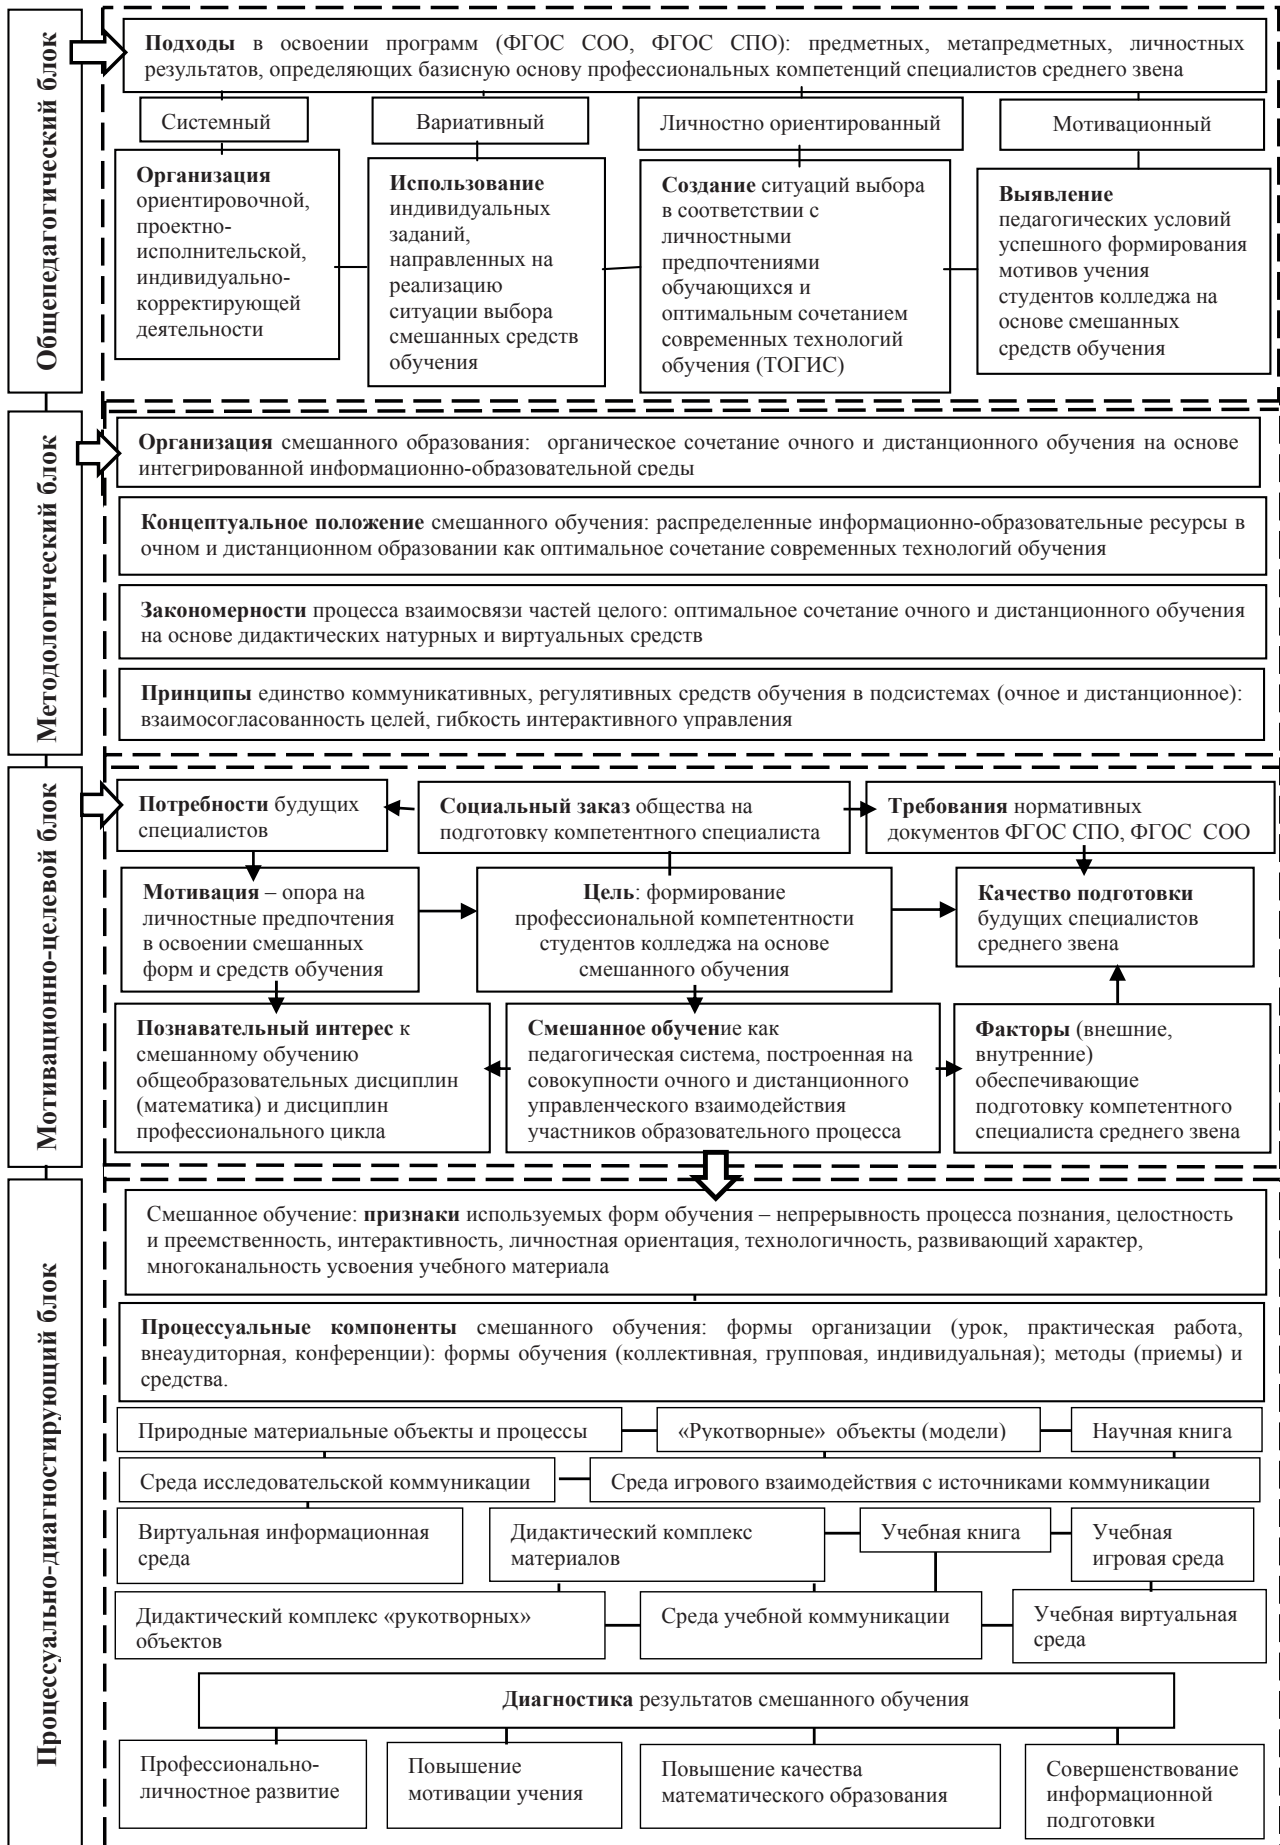 Общепедагогический блок
Подходы в освоении программ (ФГОС СОО, ФГОС СПО): предметных, метапредметных, личностных
результатов, определяющих базисную основу профессиональных компетенций специалистов среднего звена
Системный
Вариативный
Личностно ориентированный
Мотивационный
Организация
ориентировочной,
проектно-
исполнительской,
индивидуально-
корректирующей
деятельности
Использование
индивидуальных
заданий,
направленных на
реализацию
ситуации выбора
смешанных средств
обучения
Создание ситуаций выбора
в соответствии с
личностными
предпочтениями
обучающихся и
оптимальным сочетанием
современных технологий
обучения (ТОГИС)
Выявление
педагогических условий
успешного формирования
мотивов учения
студентов колледжа на
основе смешанных
средств обучения
Методологический блок
Организация смешанного образования: органическое сочетание очного и дистанционного обучения на основе
интегрированной информационно-образовательной среды
Концептуальное положение смешанного обучения: распределенные информационно-образовательные ресурсы в
очном и дистанционном образовании как оптимальное сочетание современных технологий обучения
Закономерности процесса взаимосвязи частей целого: оптимальное сочетание очного и дистанционного обучения
на основе дидактических натурных и виртуальных средств
Принципы единство коммуникативных, регулятивных средств обучения в подсистемах (очное и дистанционное):
взаимосогласованность целей, гибкость интерактивного управления
Мотивационно-целевой блок
Потребности будущих
специалистов
Социальный заказ общества на
подготовку компетентного специалиста
Требования нормативных
документов ФГОС СПО, ФГОС СОО
Мотивация – опора на
личностные предпочтения
в освоении смешанных
форм и средств обучения
Цель: формирование
профессиональной компетентности
студентов колледжа на основе
смешанного обучения
Качество подготовки
будущих специалистов
среднего звена
Познавательный интерес к
смешанному обучению
общеобразовательных дисциплин
(математика) и дисциплин
профессионального цикла
Смешанное обучение как
педагогическая система, построенная на
совокупности очного и дистанционного
управленческого взаимодействия
участников образовательного процесса
Факторы (внешние,
внутренние)
обеспечивающие
подготовку компетентного
специалиста среднего звена
Процессуально-диагностирующий блок
Смешанное обучение: признаки используемых форм обучения – непрерывность процесса познания, целостность
и преемственность, интерактивность, личностная ориентация, технологичность, развивающий характер,
многоканальность усвоения учебного материала
Процессуальные компоненты смешанного обучения: формы организации (урок, практическая работа,
внеаудиторная, конференции): формы обучения (коллективная, групповая, индивидуальная); методы (приемы) и
средства.
Природные материальные объекты и процессы
«Рукотворные» объекты (модели)
Научная книга
Среда исследовательской коммуникации
Среда игрового взаимодействия с источниками коммуникации
Виртуальная информационная
среда
Дидактический комплекс
материалов
Учебная книга
Учебная
игровая среда
Дидактический комплекс «рукотворных»
объектов
Среда учебной коммуникации
Учебная виртуальная
среда
Диагностика результатов смешанного обучения
Профессионально-
личностное развитие
Повышение
мотивации учения
Повышение качества
математического образования
Совершенствование
информационной
подготовки